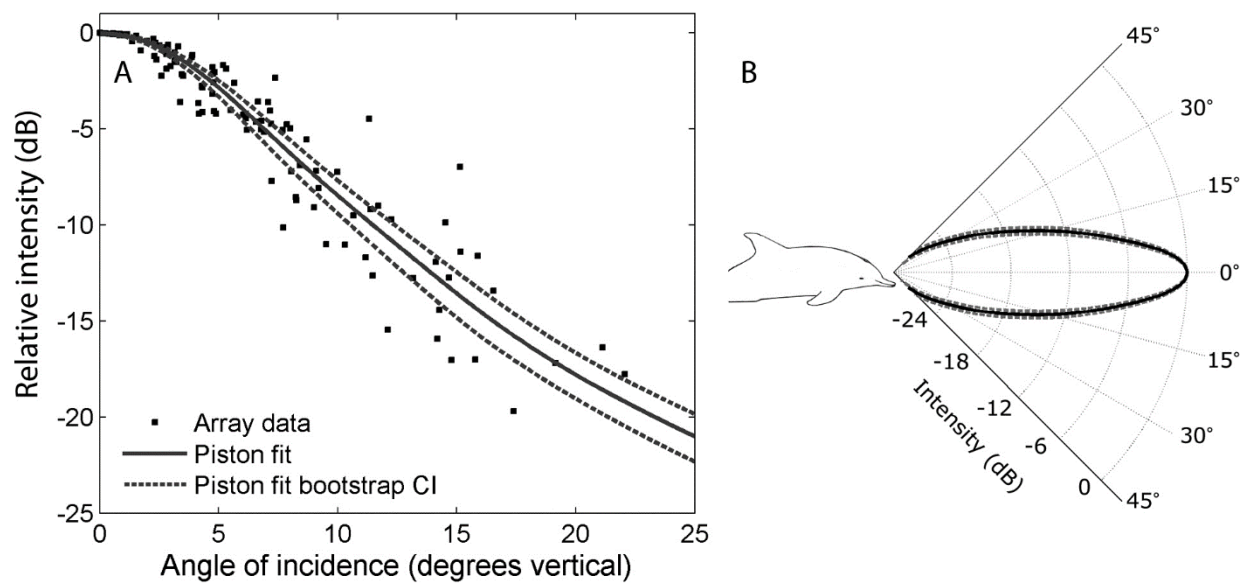 A
Relative intensity (dB)
0
-5
-10
-15
-20
-25
Array data
Piston fit
Piston fit bootstrap CI
0 5 10 15 20 25
Angle of incidence (degrees vertical)
B
45°
30°
15°
0°
15°
30°
45°
-24
-18
-12
-6
0
Intensity (dB)